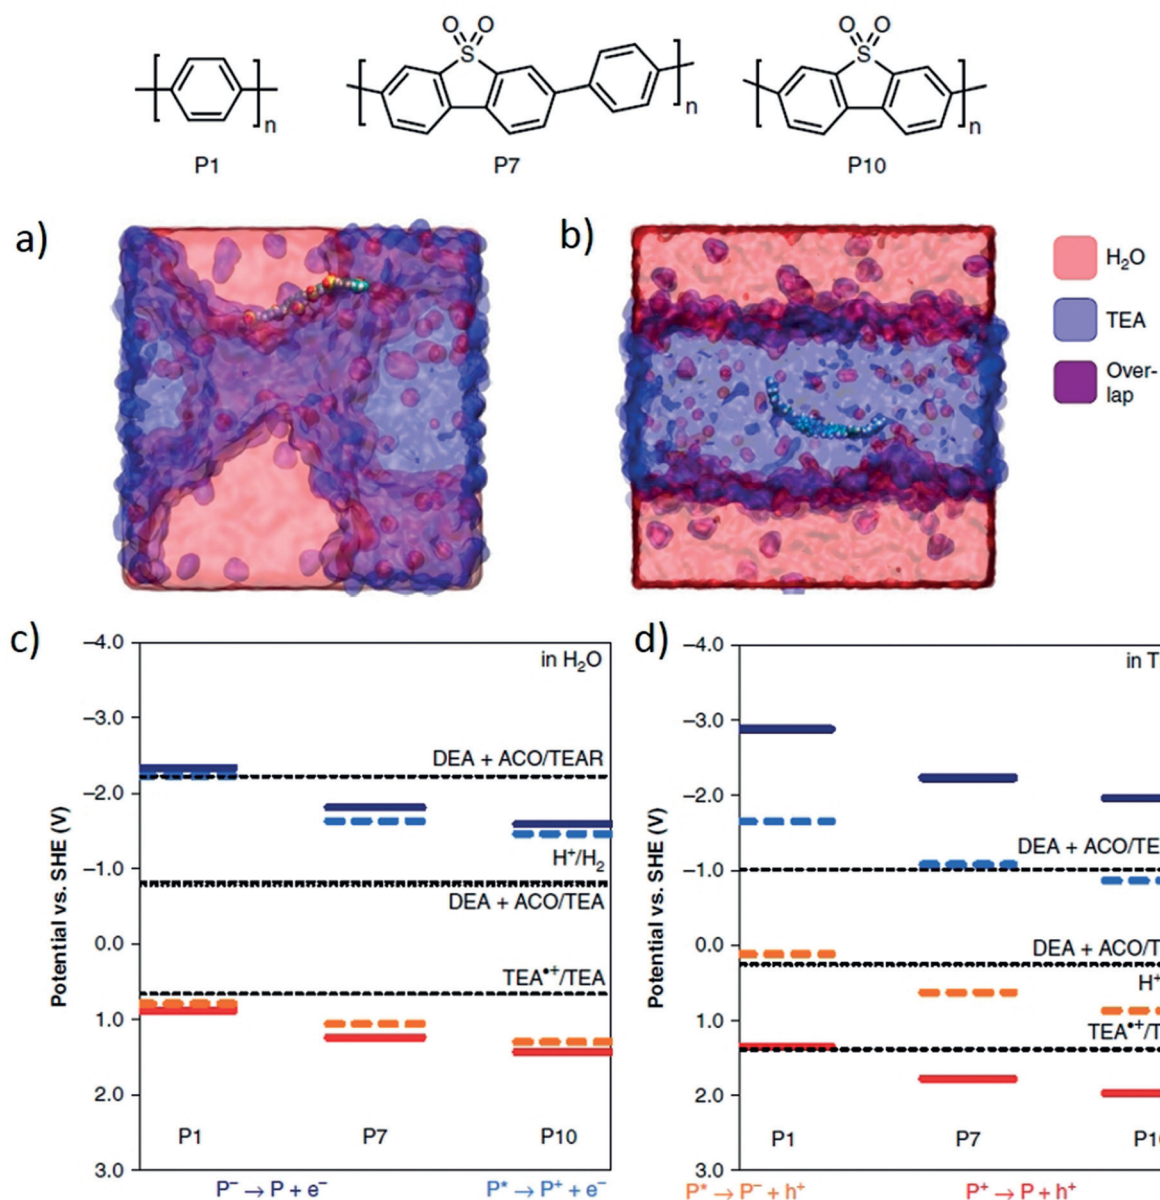 O O
S
n
P1
O O
S
n
P7
O O
S
n
P10
a)
b)
H₂O
TEA
Over-
lap
c)
–4.0
–3.0
–2.0
–1.0
0.0
1.0
2.0
3.0
Potential vs. SHE (V)
in H₂O
DEA + ACO/TEAR
H⁺/H₂
DEA + ACO/TEA
TEA•⁺/TEA
P1
P7
P10
d)
–4.0
–3.0
–2.0
–1.0
0.0
1.0
2.0
3.0
Potential vs. SHE (V)
in T
DEA + ACO/TE
DEA + ACO/T
H⁺
TEA•⁺/T
P1
P7
P10
P⁻ → P + e⁻
P* → P⁺ + e⁻
P* → P⁻ + h⁺
P⁺ → P + h⁺